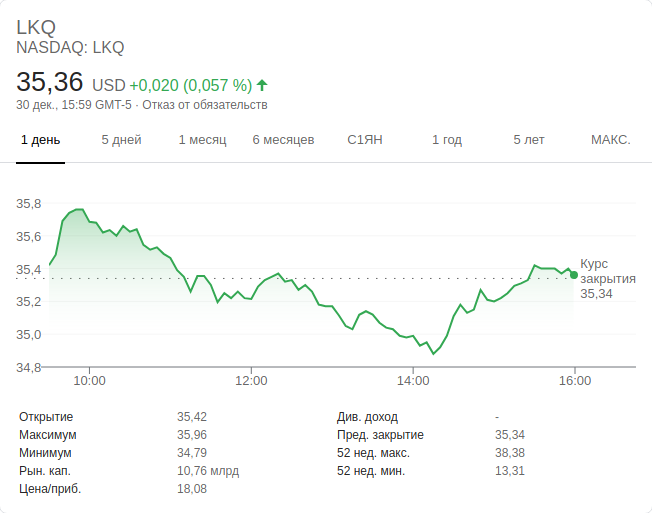 LKQ
NASDAQ: LKQ
35,36 USD +0,020 (0,057 %)
30 дек., 15:59 GMT-5 · Отказ от обязательств
1 день 5 дней 1 месяц 6 месяцев С1ЯН 1 год 5 лет МАКС.
35,8
35,6
35,4
35,2
35,0
34,8
Курс
закрытия
35,34
10:00 12:00 14:00 16:00
Открытие 35,42 Див. доход -
Максимум 35,96 Пред. закрытие 35,34
Минимум 34,79 52 нед. макс. 38,38
Рын. кап. 10,76 млрд 52 нед. мин. 13,31
Цена/приб. 18,08